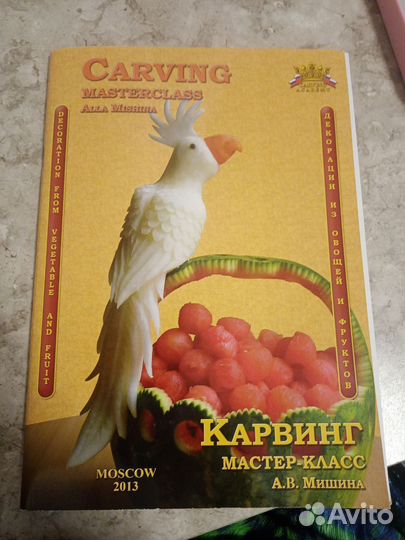 CARVING
MASTERCLASS
ALLA MISHINA
ACADEMY
DECORATION FROM VEGETABLE AND FRUIT
ДЕКОРАЦИИ ИЗ ОВОЩЕЙ И ФРУКТОВ
КАРВИНГ
МАСТЕР-КЛАСС
А.В. МИШИНА
MOSCOW
2013
Avito